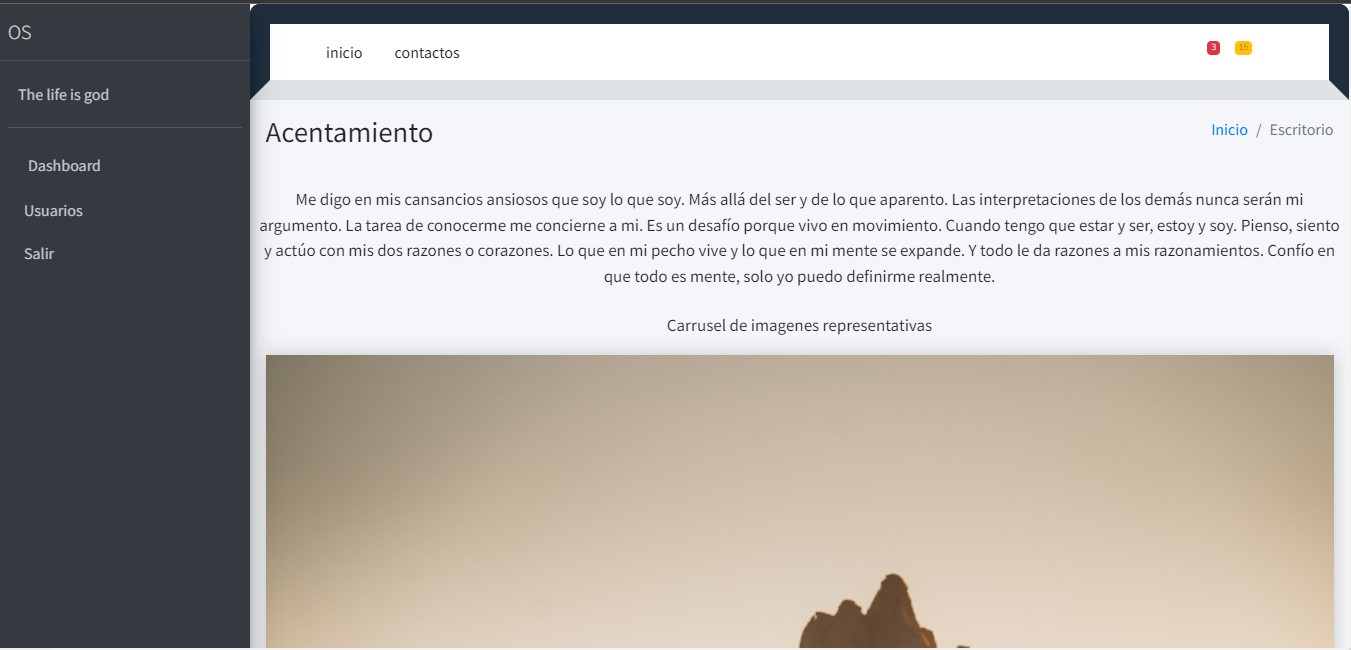 OS
The life is god
Dashboard
Usuarios
Salir
inicio contactos
3 15
Acentamiento
Inicio / Escritorio
Me digo en mis cansancios ansiosos que soy lo que soy. Más allá del ser y de lo que aparento. Las interpretaciones de los demás nunca serán mi
argumento. La tarea de conocerme me concierne a mi. Es un desafío porque vivo en movimiento. Cuando tengo que estar y ser, estoy y soy. Pienso, siento
y actúo con mis dos razones o corazones. Lo que en mi pecho vive y lo que en mi mente se expande. Y todo le da razones a mis razonamientos. Confío en
que todo es mente, solo yo puedo definirme realmente.
Carrusel de imagenes representativas